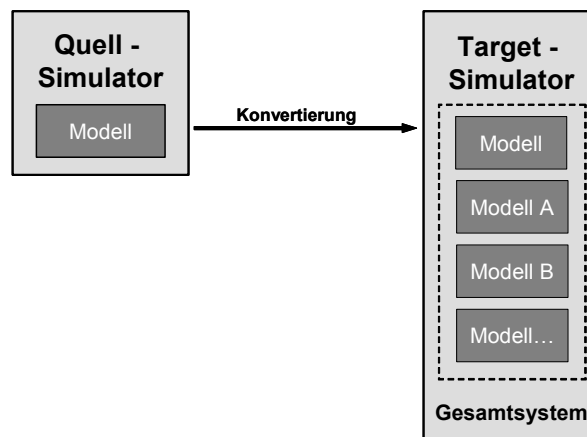 Quell -
Simulator
Modell
Konvertierung
Target -
Simulator
Modell
Modell A
Modell B
Modell…
Gesamtsystem